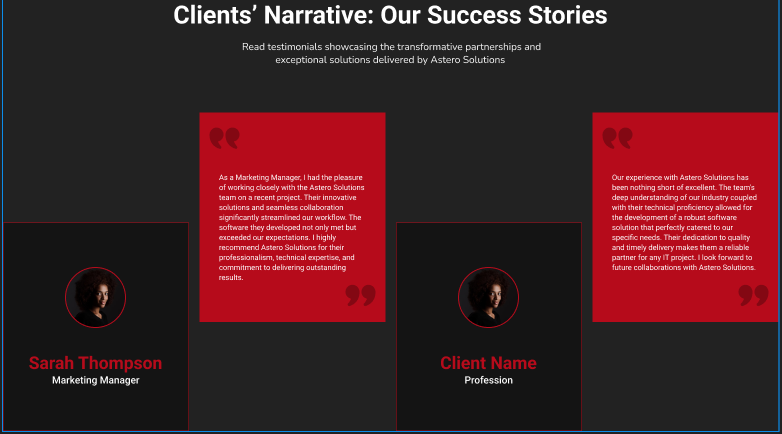 Clients’ Narrative: Our Success Stories
Read testimonials showcasing the transformative partnerships and
exceptional solutions delivered by Astero Solutions
As a Marketing Manager, I had the pleasure
of working closely with the Astero Solutions
team on a recent project. Their innovative
solutions and seamless collaboration
significantly streamlined our workflow. The
software they developed not only met but
exceeded our expectations. I highly
recommend Astero Solutions for their
professionalism, technical expertise, and
commitment to delivering outstanding
results.
Sarah Thompson
Marketing Manager
Our experience with Astero Solutions has
been nothing short of excellent. The team's
deep understanding of our industry coupled
with their technical proficiency allowed for
the development of a robust software
solution that perfectly catered to our
specific needs. Their dedication to quality
and timely delivery makes them a reliable
partner for any IT project. I look forward to
future collaborations with Astero Solutions.
Client Name
Profession